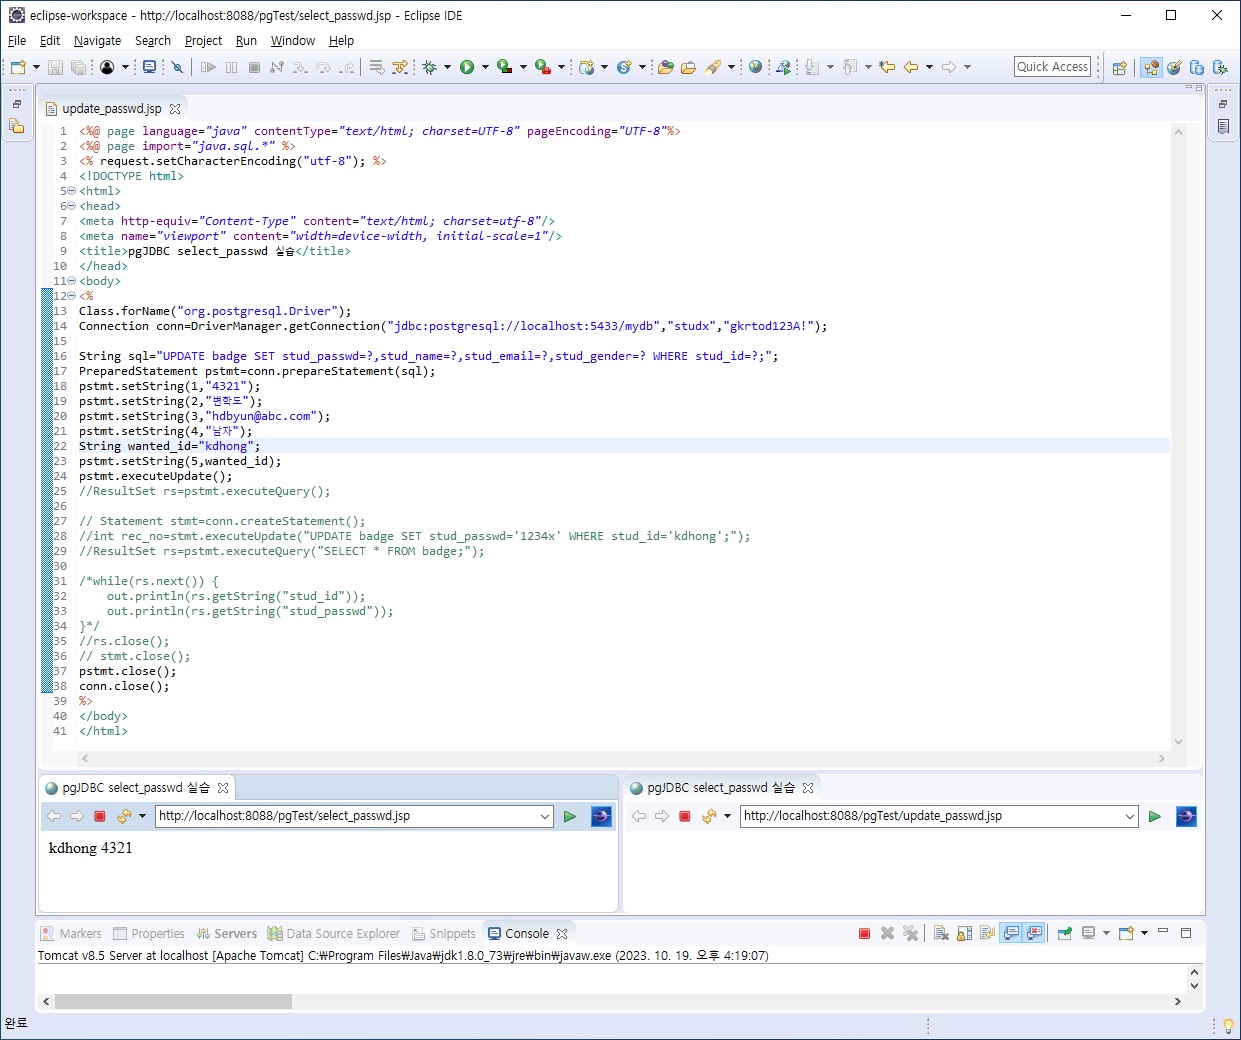 eclipse-workspace - http://localhost:8088/pgTest/select_passwd.jsp - Eclipse IDE
File Edit Navigate Search Project Run Window Help
Quick Access
update_passwd.jsp
1 <%@ page language="java" contentType="text/html; charset=UTF-8" pageEncoding="UTF-8"%>
2 <%@ page import="java.sql.*" %>
3 <% request.setCharacterEncoding("utf-8"); %>
4 <!DOCTYPE html>
5 <html>
6 <head>
7 <meta http-equiv="Content-Type" content="text/html; charset=utf-8"/>
8 <meta name="viewport" content="width=device-width, initial-scale=1"/>
9 <title>pgJDBC select_passwd 실습</title>
10 </head>
11 <body>
12 <%
13 Class.forName("org.postgresql.Driver");
14 Connection conn=DriverManager.getConnection("jdbc:postgresql://localhost:5433/mydb","studx","gkrtod123A!");
15
16 String sql="UPDATE badge SET stud_passwd=?,stud_name=?,stud_email=?,stud_gender=? WHERE stud_id=?;";
17 PreparedStatement pstmt=conn.prepareStatement(sql);
18 pstmt.setString(1,"4321");
19 pstmt.setString(2,"변학도");
20 pstmt.setString(3,"hdbyun@abc.com");
21 pstmt.setString(4,"남자");
22 String wanted_id="kdhong";
23 pstmt.setString(5,wanted_id);
24 pstmt.executeUpdate();
25 //ResultSet rs=pstmt.executeQuery();
26
27 // Statement stmt=conn.createStatement();
28 //int rec_no=stmt.executeUpdate("UPDATE badge SET stud_passwd='1234x' WHERE stud_id='kdhong';");
29 //ResultSet rs=pstmt.executeQuery("SELECT * FROM badge;");
30
31 /*while(rs.next()) {
32     out.println(rs.getString("stud_id"));
33     out.println(rs.getString("stud_passwd"));
34 }*/
35 //rs.close();
36 // stmt.close();
37 pstmt.close();
38 conn.close();
39 %>
40 </body>
41 </html>
pgJDBC select_passwd 실습
http://localhost:8088/pgTest/select_passwd.jsp
kdhong 4321
pgJDBC select_passwd 실습
http://localhost:8088/pgTest/update_passwd.jsp
Markers Properties Servers Data Source Explorer Snippets Console
Tomcat v8.5 Server at localhost [Apache Tomcat] C:₩Program Files₩Java₩jdk1.8.0_73₩jre₩bin₩javaw.exe (2023. 10. 19. 오후 4:19:07)
완료